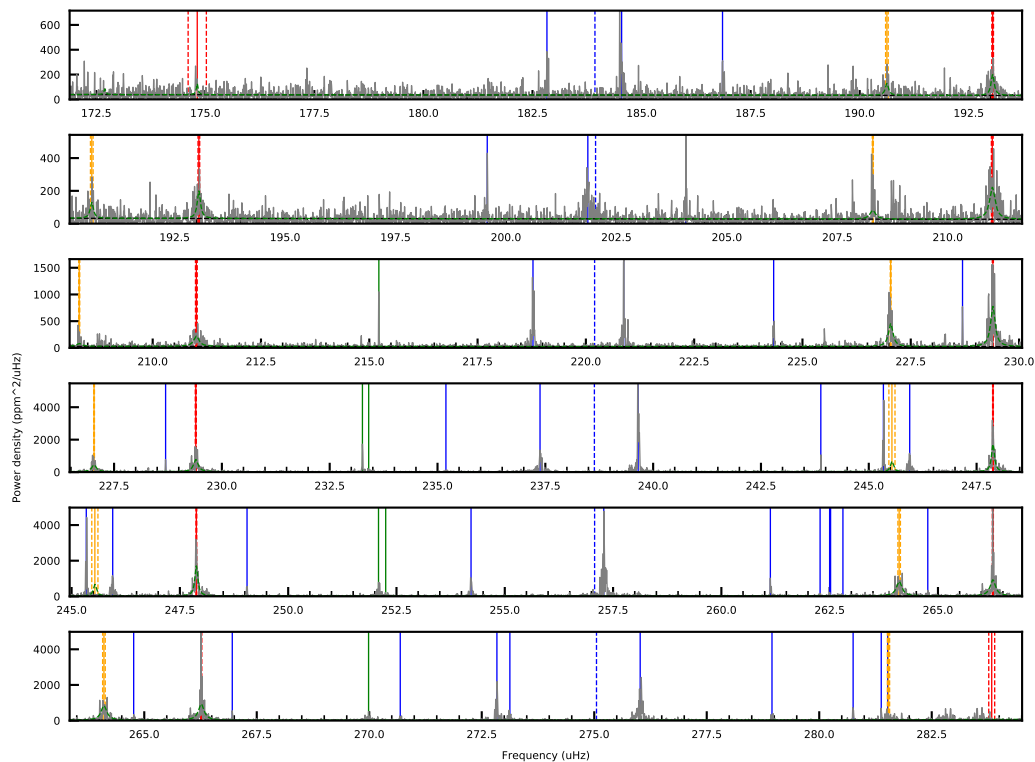 600
400
200
0
172.5 175.0 177.5 180.0 182.5 185.0 187.5 190.0 192.5
400
200
0
192.5 195.0 197.5 200.0 202.5 205.0 207.5 210.0
1500
1000
500
0
210.0 212.5 215.0 217.5 220.0 222.5 225.0 227.5 230.0
Power density (ppm^2/uHz)
4000
2000
0
227.5 230.0 232.5 235.0 237.5 240.0 242.5 245.0 247.5
4000
2000
0
245.0 247.5 250.0 252.5 255.0 257.5 260.0 262.5 265.0
4000
2000
0
265.0 267.5 270.0 272.5 275.0 277.5 280.0 282.5
Frequency (uHz)